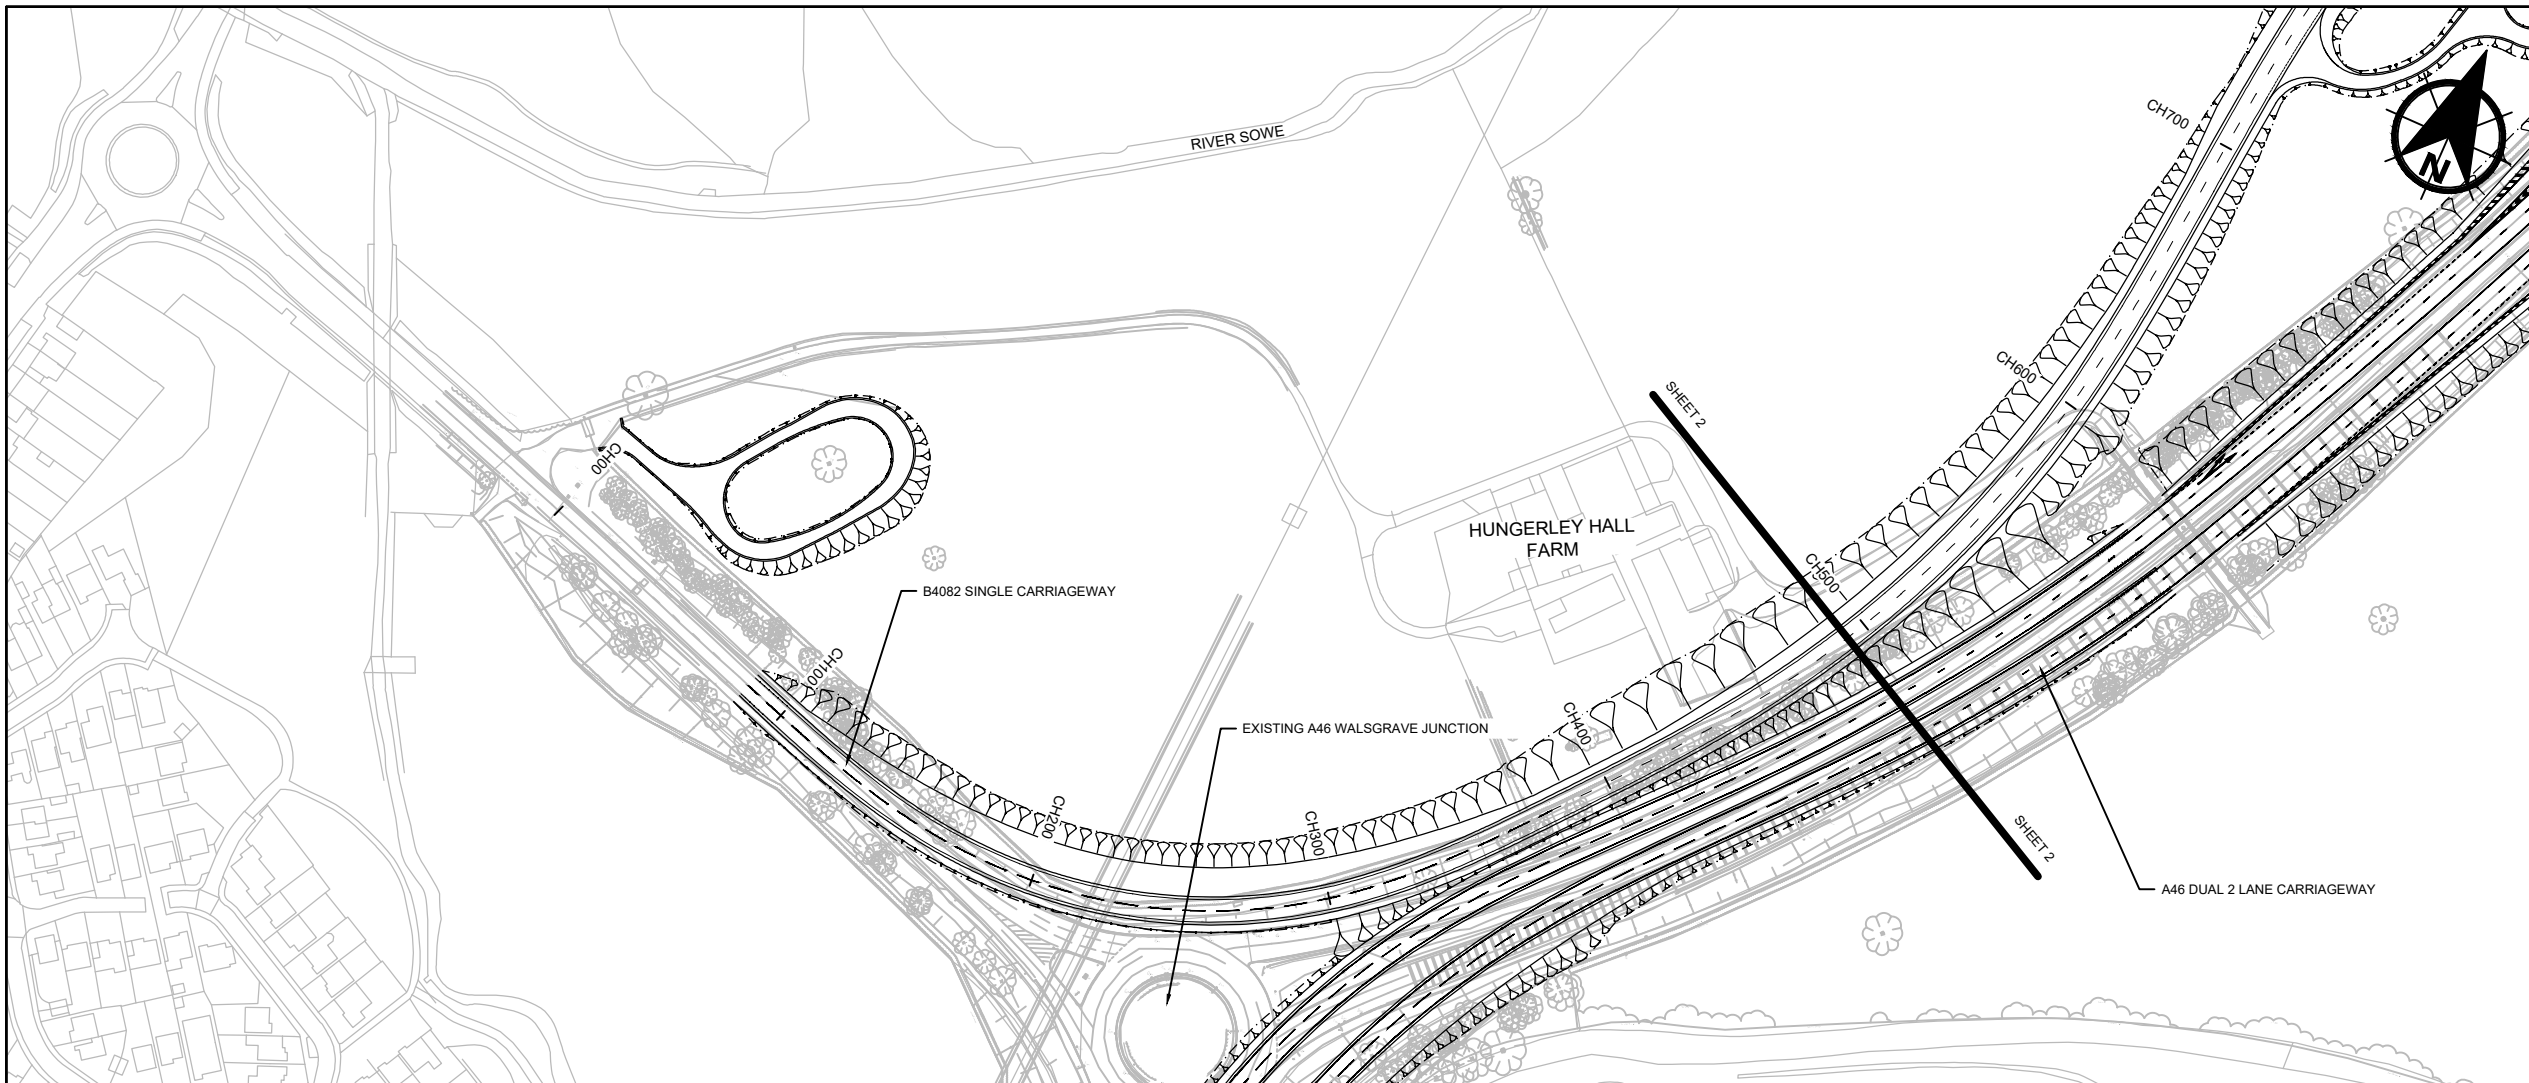 CH700
N
RIVER SOWE
CH600
SHEET 2
CH00
HUNGERLEY HALL
FARM
CH500
B4082 SINGLE CARRIAGEWAY
CH100
CH400
EXISTING A46 WALSGRAVE JUNCTION
CH200
CH300
SHEET 2
A46 DUAL 2 LANE CARRIAGEWAY